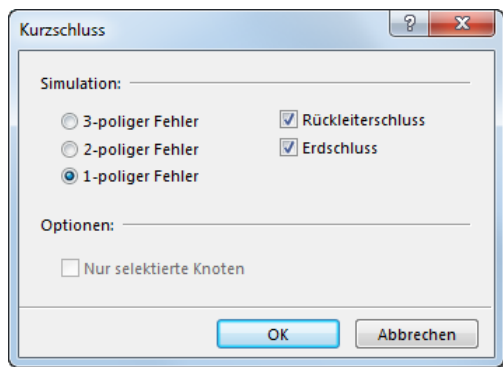 Kurzschluss
Simulation:
3-poliger Fehler
Rückleiterschluss
2-poliger Fehler
Erdschluss
1-poliger Fehler
Optionen:
Nur selektierte Knoten
OK
Abbrechen